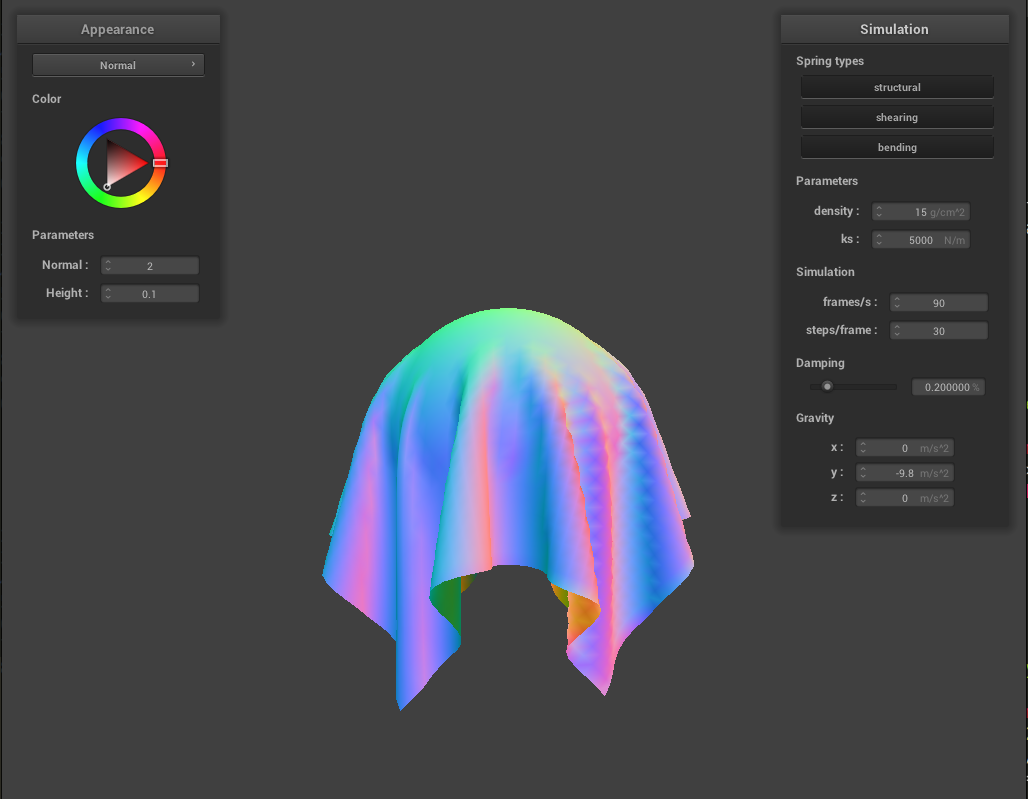 Appearance
Normal
Color
Parameters
Normal : 2
Height : 0.1
Simulation
Spring types
structural
shearing
bending
Parameters
density : 15 g/cm^2
ks : 5000 N/m
Simulation
frames/s : 90
steps/frame : 30
Damping
0.200000 %
Gravity
x : 0 m/s^2
y : -9.8 m/s^2
z : 0 m/s^2